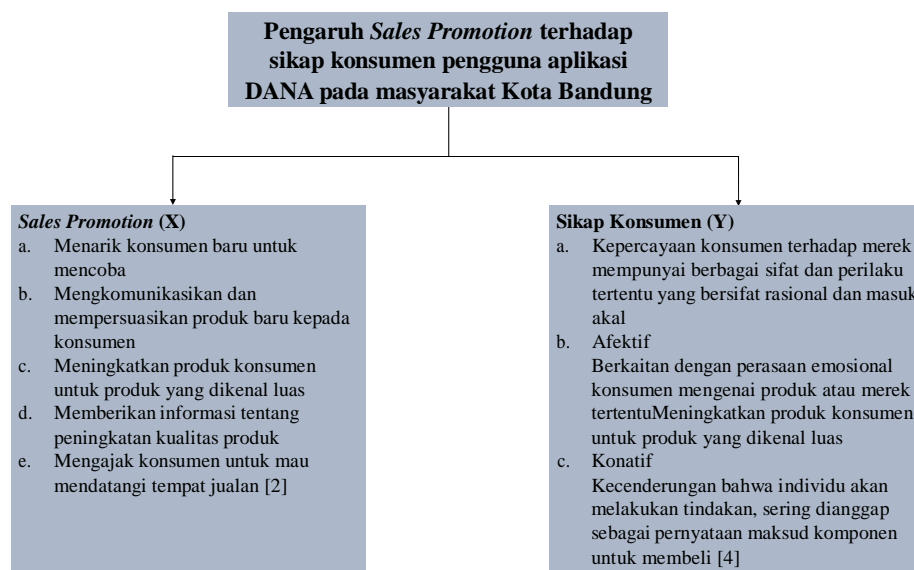 Pengaruh Sales Promotion terhadap
sikap konsumen pengguna aplikasi
DANA pada masyarakat Kota Bandung
Sales Promotion (X)
a. Menarik konsumen baru untuk
mencoba
b. Mengkomunikasikan dan
mempersuasikan produk baru kepada
konsumen
c. Meningkatkan produk konsumen
untuk produk yang dikenal luas
d. Memberikan informasi tentang
peningkatan kualitas produk
e. Mengajak konsumen untuk mau
mendatangi tempat jualan [2]
Sikap Konsumen (Y)
a. Kepercayaan konsumen terhadap merek
mempunyai berbagai sifat dan perilaku
tertentu yang bersifat rasional dan masuk
akal
b. Afektif
Berkaitan dengan perasaan emosional
konsumen mengenai produk atau merek
tertentuMeningkatkan produk konsumen
untuk produk yang dikenal luas
c. Konatif
Kecenderungan bahwa individu akan
melakukan tindakan, sering dianggap
sebagai pernyataan maksud komponen
untuk membeli [4]